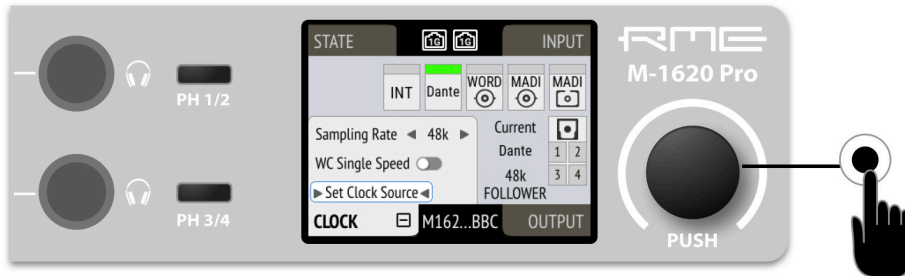 STATE
1G 1G
INPUT
RME
M-1620 Pro
INT
Dante
WORD
MADI
MADI
PH 1/2
Sampling Rate ◀ 48k ▶
Current
Dante
1 2
WC Single Speed
48k
3 4
▶ Set Clock Source ◀
FOLLOWER
PH 3/4
CLOCK
M162...BBC
OUTPUT
PUSH